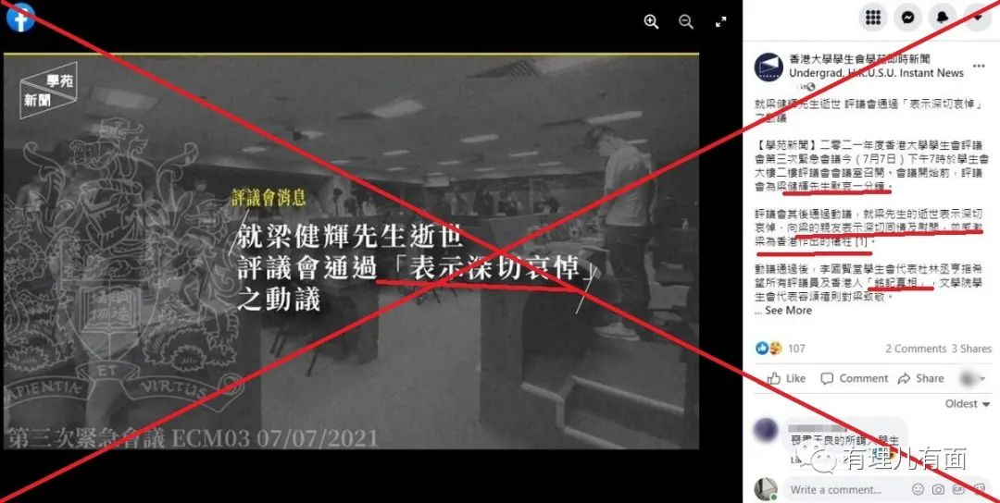 學苑
新聞
評議會消息
就梁健輝先生逝世
評議會通過「表示深切哀悼」
之動議
SAPIENTIA ET VIRTUS
第三次緊急會議 ECM03 07/07/2021
香港大學學生會學苑即時新聞
Undergrad, H.K.U.S.U. Instant News
就梁健輝先生逝世 評議會通過「表示深切哀悼」
之動議
【學苑新聞】二零二一年度香港大學學生會評議
會第三次緊急會議今（7月7日）下午7時於學生會
大樓二樓評議會會議室召開。會議開始前，評議
會為梁健輝先生默哀一分鐘。
評議會其後通過動議，就梁先生的逝世表示深切
哀悼、向梁的親友表示深切同情及慰問，並感激
梁為香港作出的犧牲 [1]。
動議通過後，李國賢堂學生會代表杜林丞亨指希
望所有評議員及香港人「銘記真相」，文學院學
生會代表容頌禧則對梁致敬。
... See More
107
2 Comments 3 Shares
Like Comment Share
Oldest
喪盡天良的所謂大學生
有理儿有面
Write a comment...